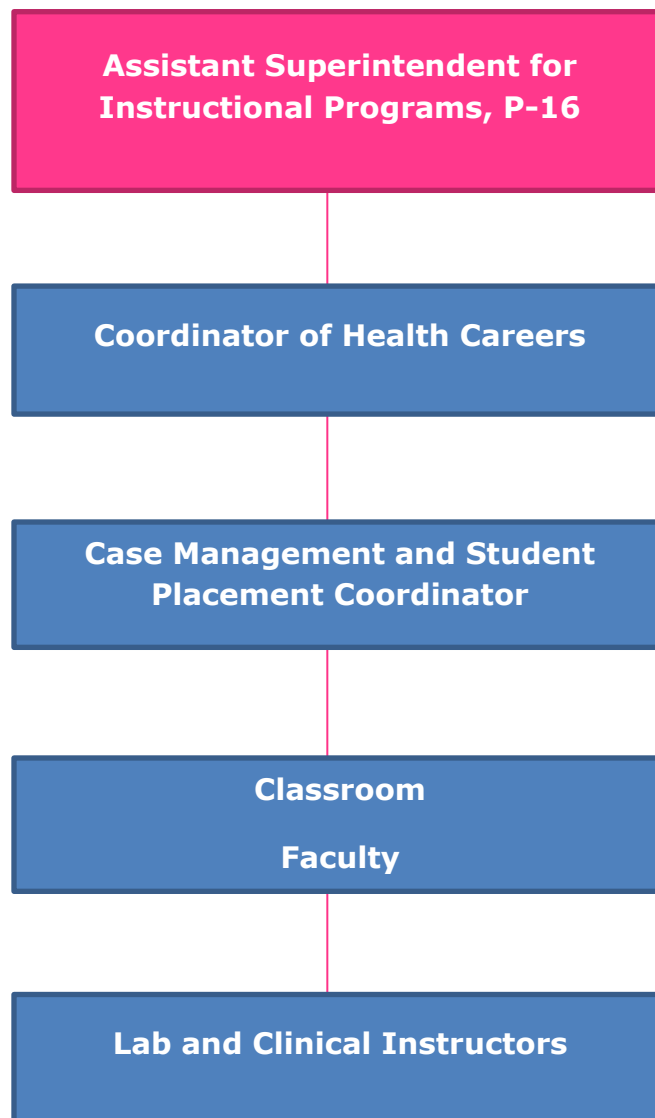 Assistant Superintendent for
Instructional Programs, P-16
Coordinator of Health Careers
Case Management and Student
Placement Coordinator
Classroom
Faculty
Lab and Clinical Instructors